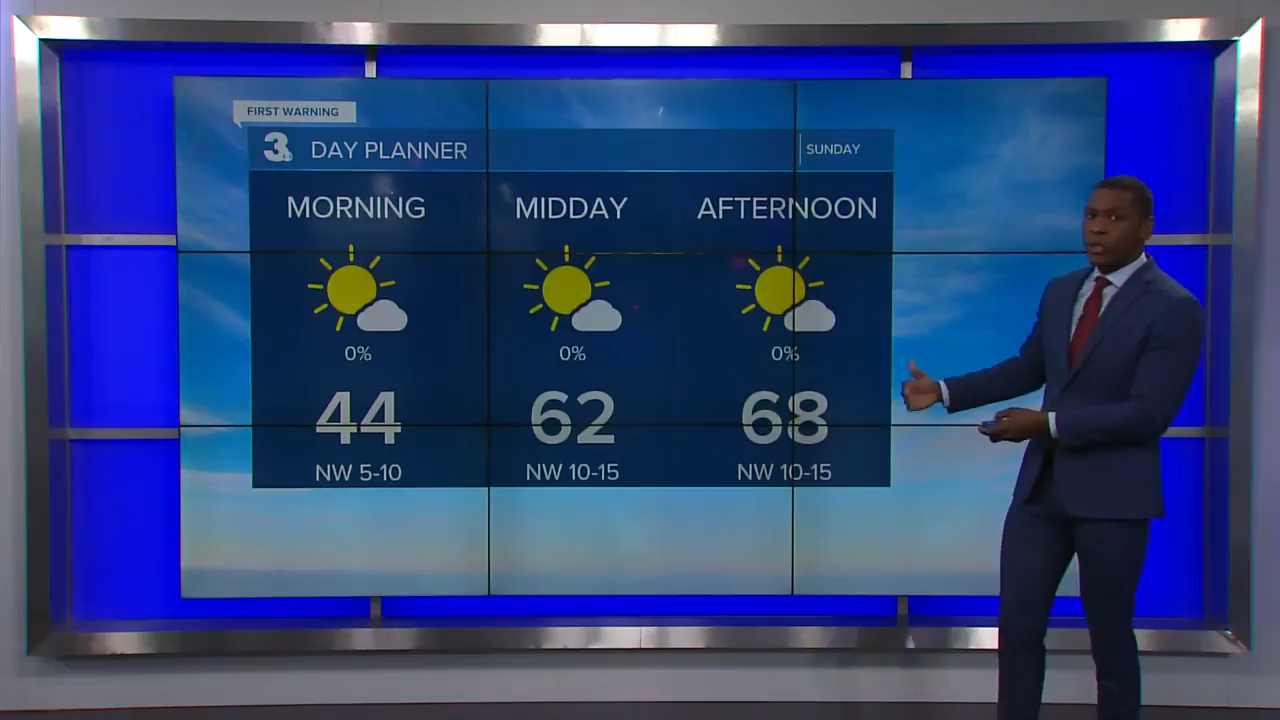 FIRST WARNING
3 DAY PLANNER SUNDAY
MORNING MIDDAY AFTERNOON
0% 0% 0%
44 62 68
NW 5-10 NW 10-15 NW 10-15